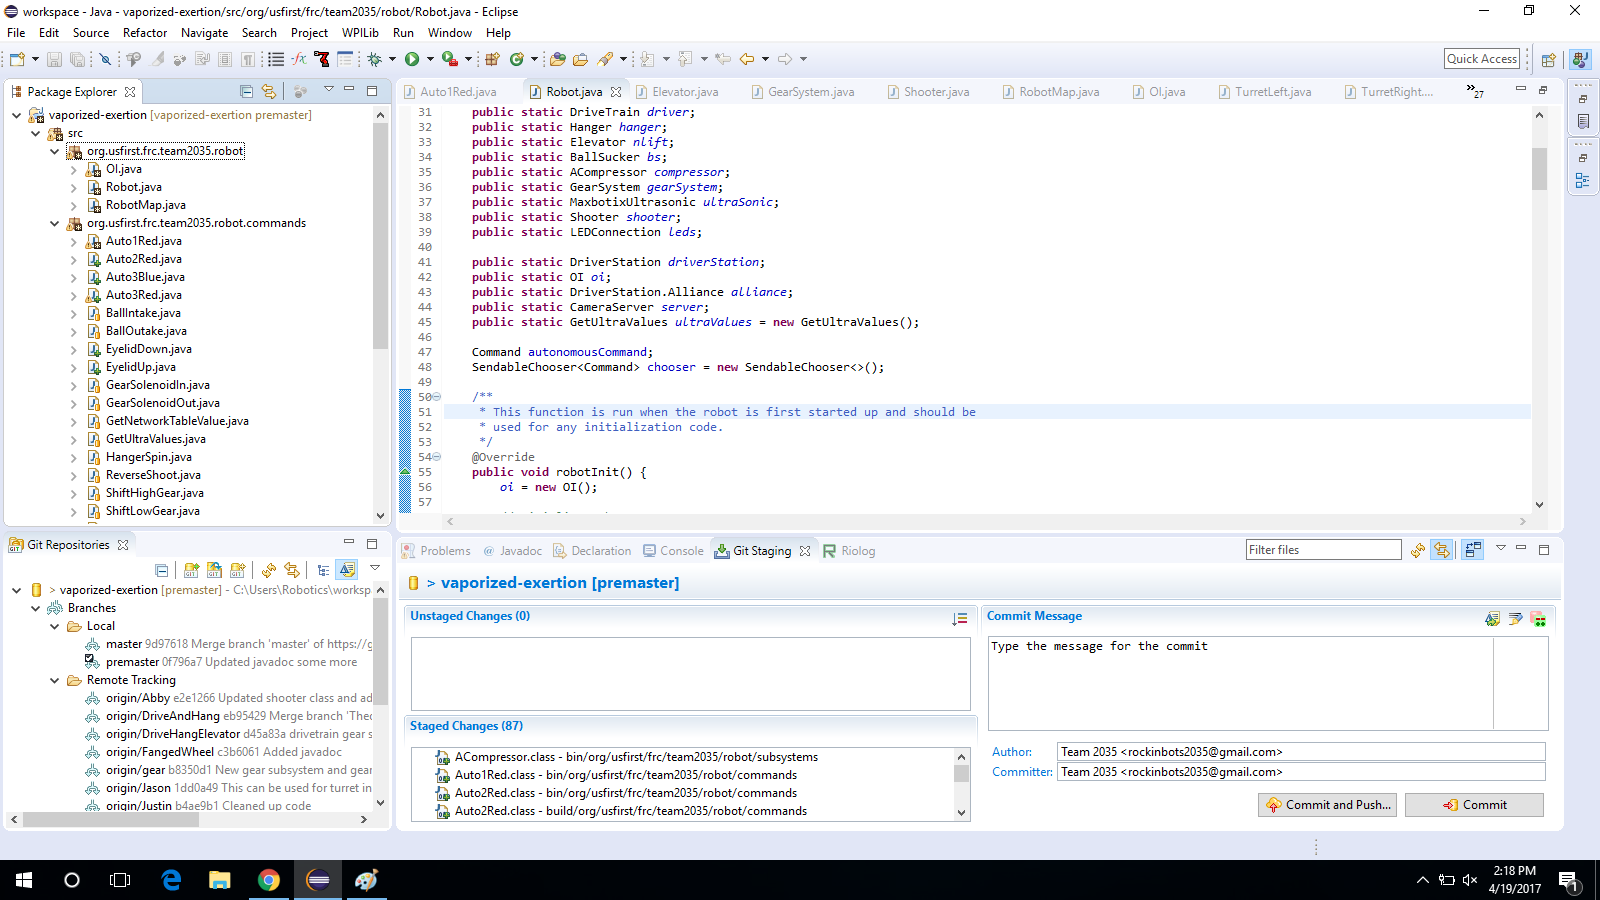 workspace - Java - vaporized-exertion/src/org/usfirst/frc/team2035/robot/Robot.java - Eclipse
File Edit Source Refactor Navigate Search Project WPILib Run Window Help
Quick Access
Package Explorer
vaporized-exertion [vaporized-exertion premaster]
src
org.usfirst.frc.team2035.robot
OI.java
Robot.java
RobotMap.java
org.usfirst.frc.team2035.robot.commands
Auto1Red.java
Auto2Red.java
Auto3Blue.java
Auto3Red.java
BallIntake.java
BallOutake.java
EyelidDown.java
EyelidUp.java
GearSolenoidIn.java
GearSolenoidOut.java
GetNetworkTableValue.java
GetUltraValues.java
HangerSpin.java
ReverseShoot.java
ShiftHighGear.java
ShiftLowGear.java
Auto1Red.java Robot.java Elevator.java GearSystem.java Shooter.java RobotMap.java OI.java TurretLeft.java TurretRight.... »27
31 public static DriveTrain driver;
32 public static Hanger hanger;
33 public static Elevator nlift;
34 public static BallSucker bs;
35 public static ACompressor compressor;
36 public static GearSystem gearSystem;
37 public static MaxbotixUltrasonic ultraSonic;
38 public static Shooter shooter;
39 public static LEDConnection leds;
40
41 public static DriverStation driverStation;
42 public static OI oi;
43 public static DriverStation.Alliance alliance;
44 public static CameraServer server;
45 public static GetUltraValues ultraValues = new GetUltraValues();
46
47 Command autonomousCommand;
48 SendableChooser<Command> chooser = new SendableChooser<>();
49
50 /**
51 * This function is run when the robot is first started up and should be
52 * used for any initialization code.
53 */
54 @Override
55 public void robotInit() {
56 oi = new OI();
57
Git Repositories
> vaporized-exertion [premaster] - C:\Users\Robotics\worksp
Branches
Local
master 9d97618 Merge branch 'master' of https://g
premaster 0f796a7 Updated javadoc some more
Remote Tracking
origin/Abby e2e1266 Updated shooter class and ad
origin/DriveAndHang eb95429 Merge branch 'Thec
origin/DriveHangElevator d45a83a drivetrain gear s
origin/FangedWheel c3b6061 Added javadoc
origin/gear b8350d1 New gear subsystem and gear
origin/Jason 1dd0a49 This can be used for turret in
origin/Justin b4ae9b1 Cleaned up code
Problems @ Javadoc Declaration Console Git Staging Riolog
Filter files
> vaporized-exertion [premaster]
Unstaged Changes (0)
Staged Changes (87)
ACompressor.class - bin/org/usfirst/frc/team2035/robot/subsystems
Auto1Red.class - bin/org/usfirst/frc/team2035/robot/commands
Auto2Red.class - bin/org/usfirst/frc/team2035/robot/commands
Auto2Red.class - build/org/usfirst/frc/team2035/robot/commands
Commit Message
Type the message for the commit
Author: Team 2035 <rockinbots2035@gmail.com>
Committer: Team 2035 <rockinbots2035@gmail.com>
Commit and Push... Commit
2:18 PM
4/19/2017
1